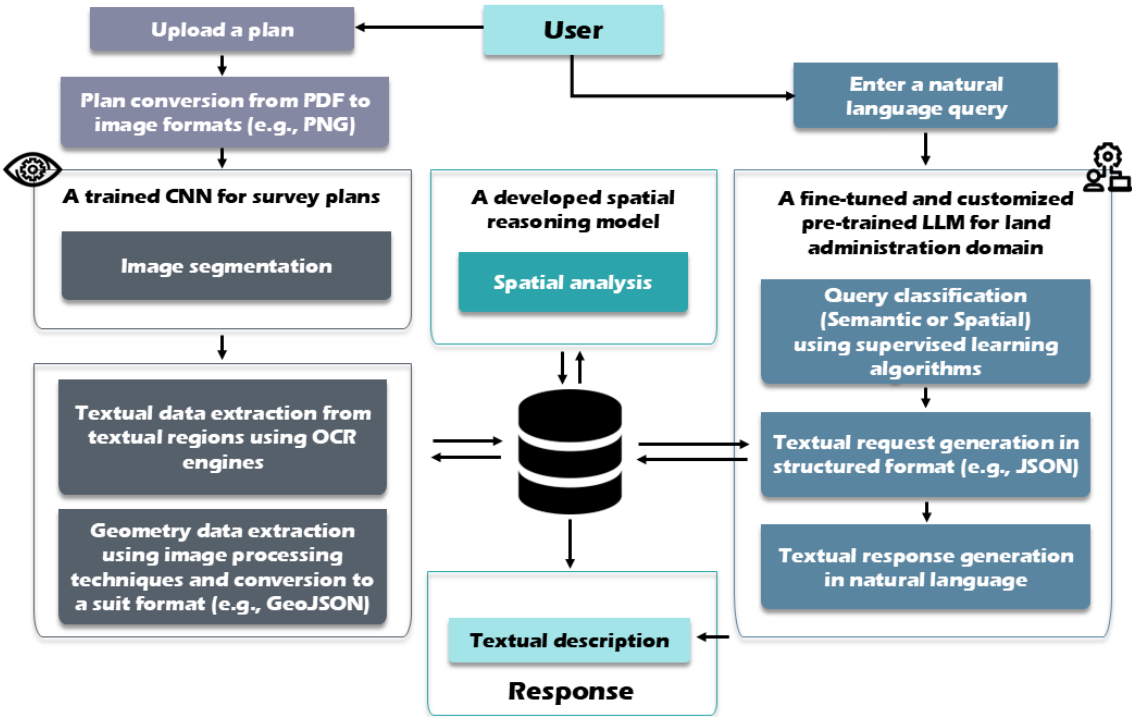 User
Upload a plan
Plan conversion from PDF to
image formats (e.g., PNG)
A trained CNN for survey plans
Image segmentation
Textual data extraction from
textual regions using OCR
engines
Geometry data extraction
using image processing
techniques and conversion to
a suit format (e.g., GeoJSON)
A developed spatial
reasoning model
Spatial analysis
Enter a natural
language query
A fine-tuned and customized
pre-trained LLM for land
administration domain
Query classification
(Semantic or Spatial)
using supervised learning
algorithms
Textual request generation in
structured format (e.g., JSON)
Textual response generation
in natural language
Textual description
Response